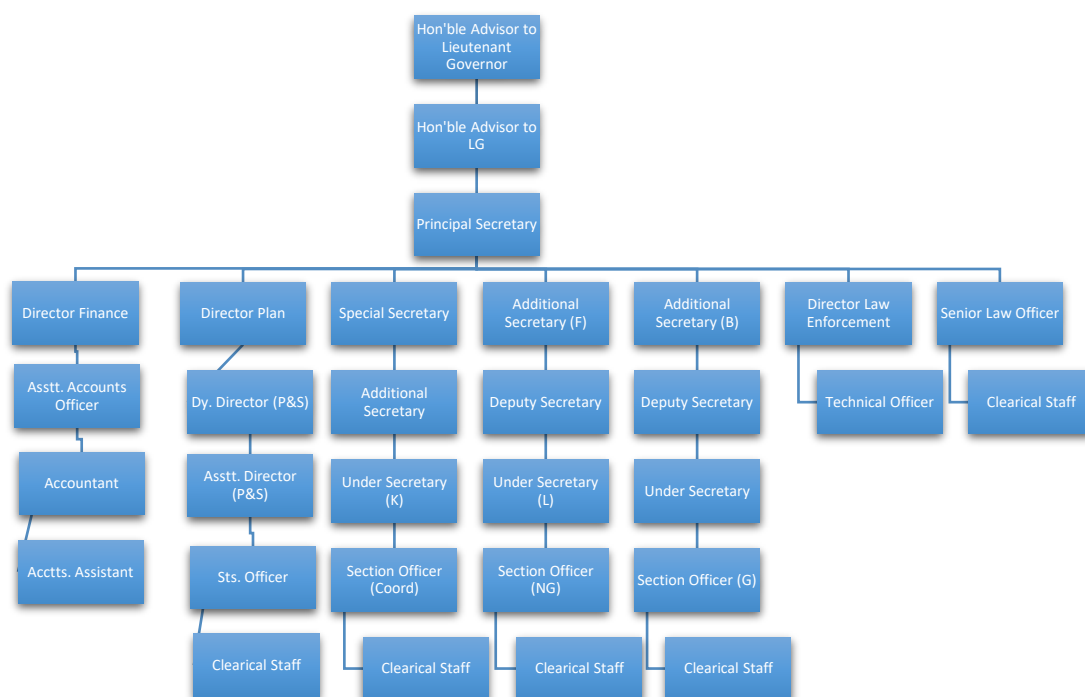 Hon'ble Advisor to
Lieutenant
Governor
Hon'ble Advisor to
LG
Principal Secretary
Director Finance
Director Plan
Special Secretary
Additional
Secretary (F)
Additional
Secretary (B)
Director Law
Enforcement
Senior Law Officer
Asstt. Accounts
Officer
Dy. Director (P&S)
Additional
Secretary
Deputy Secretary
Deputy Secretary
Technical Officer
Clearical Staff
Accountant
Asstt. Director
(P&S)
Under Secretary
(K)
Under Secretary
(L)
Under Secretary
Acctts. Assistant
Sts. Officer
Section Officer
(Coord)
Section Officer
(NG)
Section Officer (G)
Clearical Staff
Clearical Staff
Clearical Staff
Clearical Staff